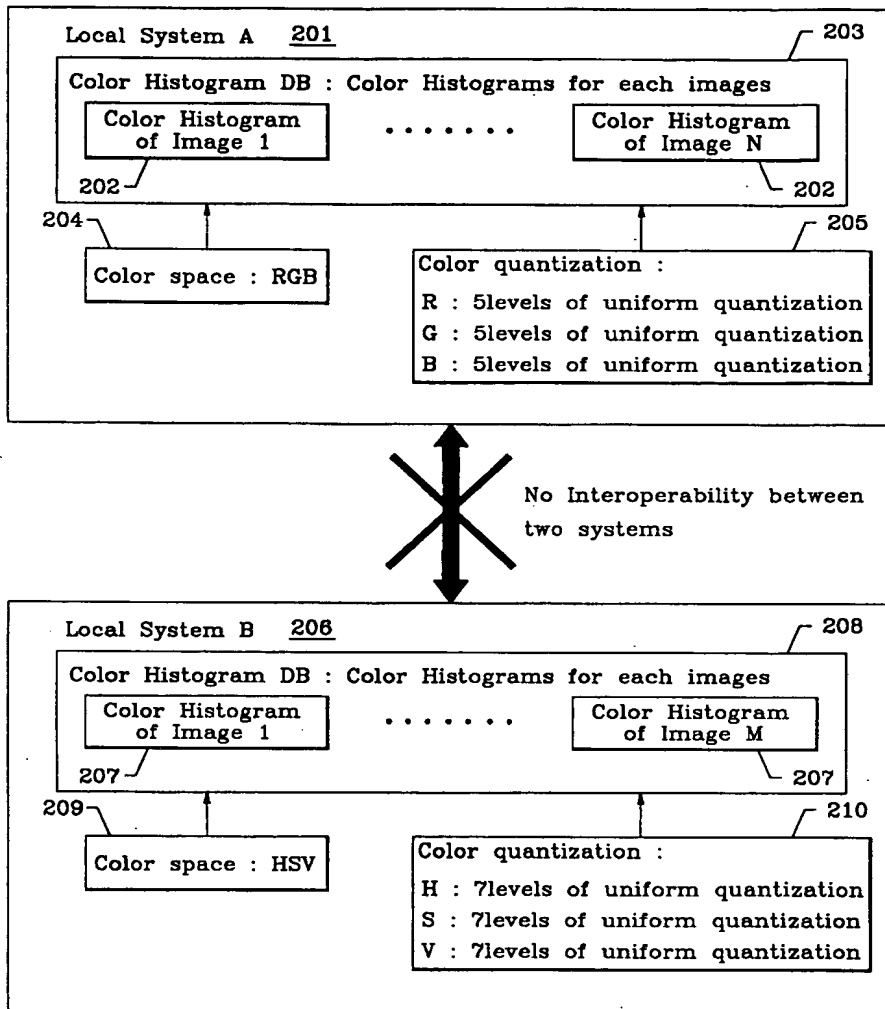 Local System A 201
203
Color Histogram DB : Color Histograms for each images
Color Histogram
of Image 1
. . . . . . .
Color Histogram
of Image N
202
202
204
205
Color space : RGB
Color quantization :
R : 5levels of uniform quantization
G : 5levels of uniform quantization
B : 5levels of uniform quantization
No Interoperability between
two systems
Local System B 206
208
Color Histogram DB : Color Histograms for each images
Color Histogram
of Image 1
. . . . . . .
Color Histogram
of Image M
207
207
209
210
Color space : HSV
Color quantization :
H : 7levels of uniform quantization
S : 7levels of uniform quantization
V : 7levels of uniform quantization